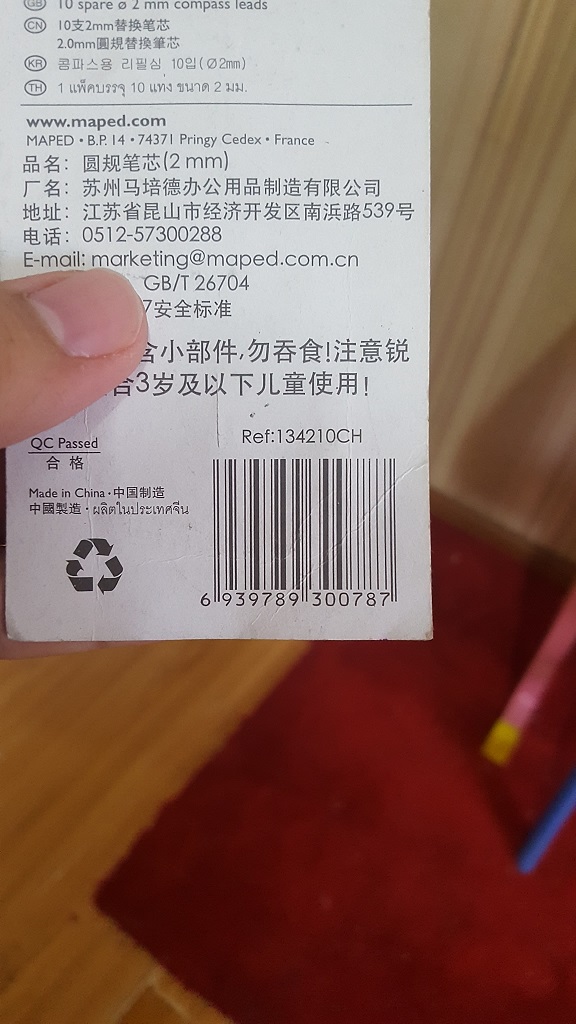 GB 10 spare ø 2 mm compass leads
CN 10支2mm替换笔芯
2.0mm圓規替換筆芯
KR 콤파스용 리필심 10입(∅2mm)
TH 1 แพ็คบรรจุ 10 แทง ขนาด 2 มม.
www.maped.com
MAPED • B.P. 14 • 74371 Pringy Cedex • France
品名：圆规笔芯(2 mm)
厂名：苏州马培德办公用品制造有限公司
地址：江苏省昆山市经济开发区南浜路539号
电话：0512-57300288
E-mail: marketing@maped.com.cn
GB/T 26704
7安全标准
含小部件,勿吞食!注意锐
合3岁及以下儿童使用!
Ref:134210CH
QC Passed
合 格
Made in China • 中国制造
中國製造 • ผลิตในประเทศจีน
6 939789 300787